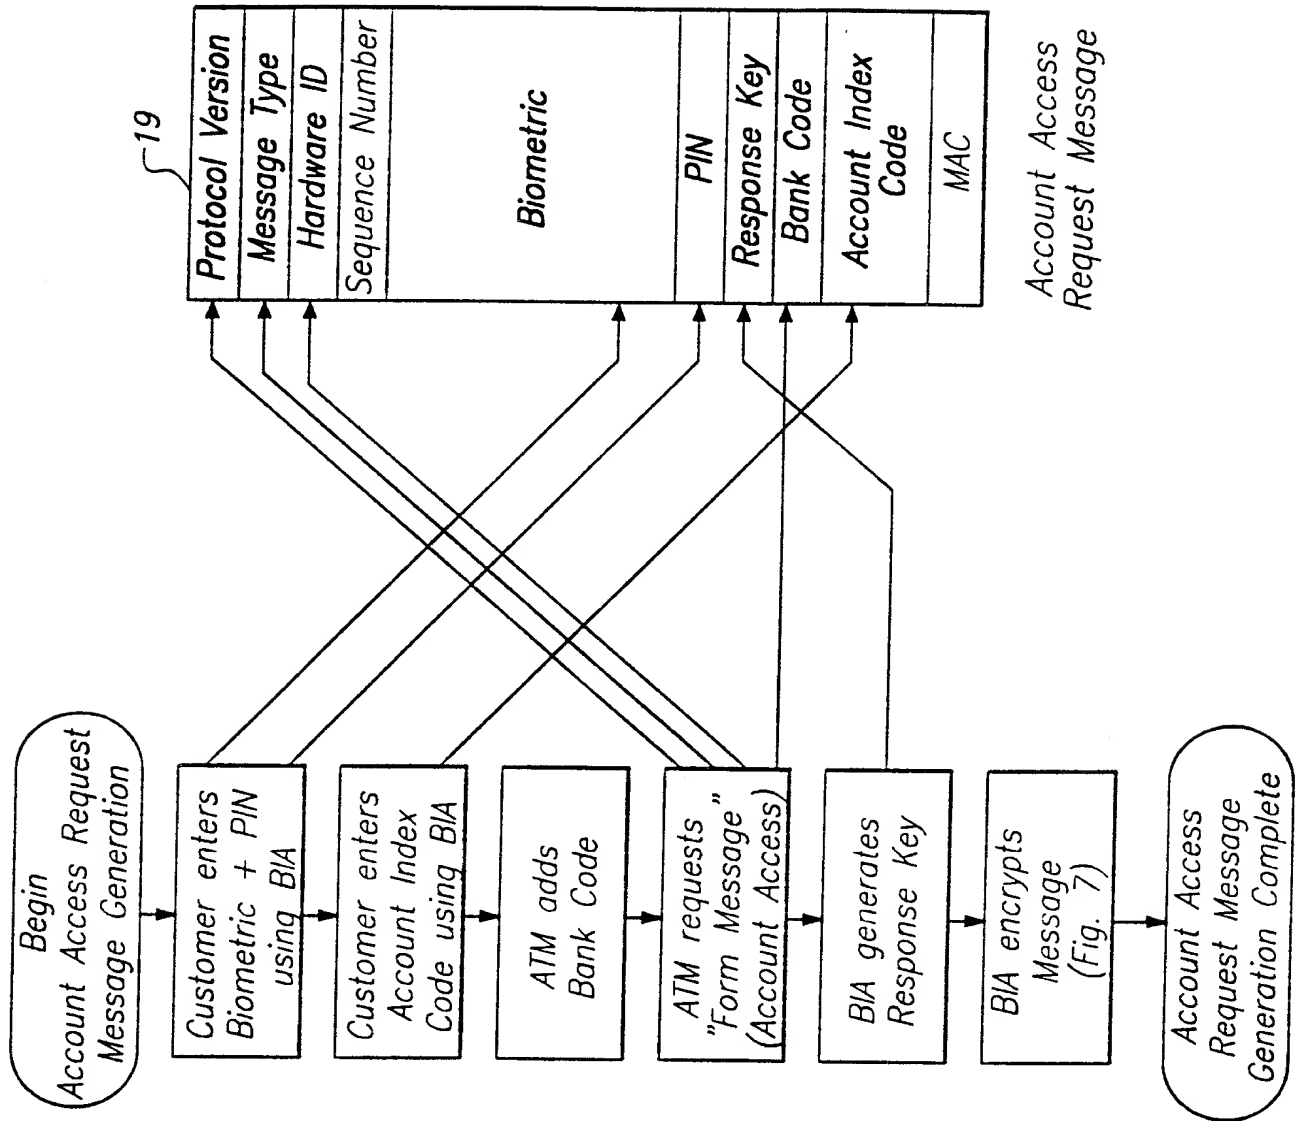 Begin
Account Access Request
Message Generation
Customer enters
Biometric + PIN
using BIA
Customer enters
Account Index
Code using BIA
ATM adds
Bank Code
ATM requests
"Form Message"
(Account Access)
BIA generates
Response Key
BIA encrypts
Message
(Fig. 7)
Account Access
Request Message
Generation Complete
19
Protocol Version
Message Type
Hardware ID
Sequence Number
Biometric
PIN
Response Key
Bank Code
Account Index
Code
MAC
Account Access
Request Message